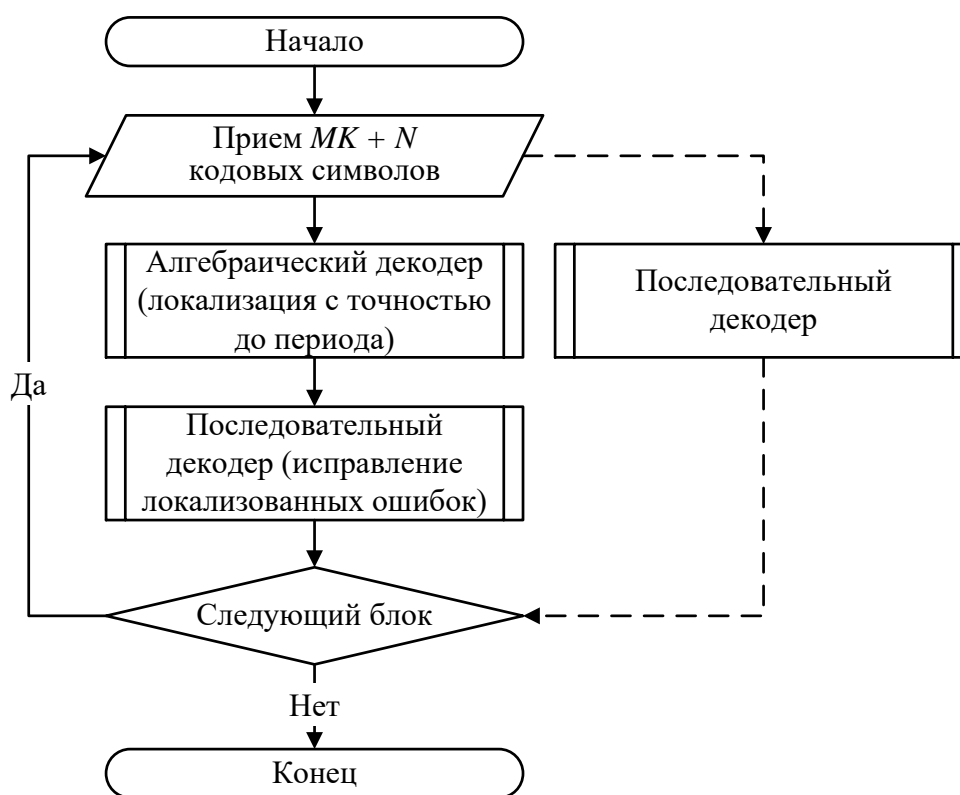 Начало
Прием MK + N
кодовых символов
Алгебраический декодер
(локализация с точностью
до периода)
Последовательный
декодер
Да
Последовательный
декодер (исправление
локализованных ошибок)
Следующий блок
Нет
Конец